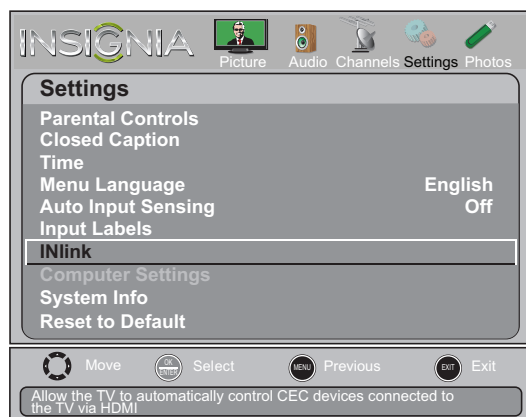 INSIGNIA
Picture Audio Channels Settings Photos
Settings
Parental Controls
Closed Caption
Time
Menu Language English
Auto Input Sensing Off
Input Labels
INlink
Computer Settings
System Info
Reset to Default
Move OK ENTER Select MENU Previous EXIT Exit
Allow the TV to automatically control CEC devices connected to
the TV via HDMI